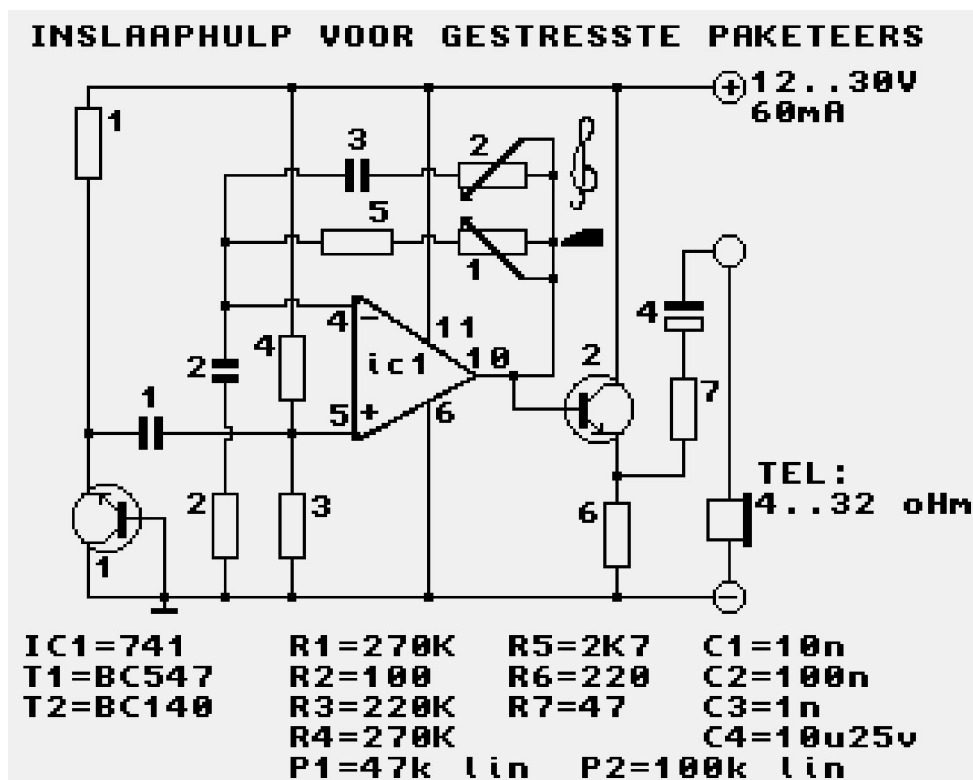 INSLAAPHULP VOOR GESTRESSTE PAKETEERS
12..30V
60mA
1
3
2
5
1
4
11
ic1
10
4
2
4
2
7
1
5
6
TEL:
4..32 oHm
2
3
6
1
IC1=741 R1=270K R5=2K7 C1=10n
T1=BC547 R2=100 R6=220 C2=100n
T2=BC140 R3=220K R7=47 C3=1n
R4=270K C4=10u25v
P1=47k lin P2=100k lin